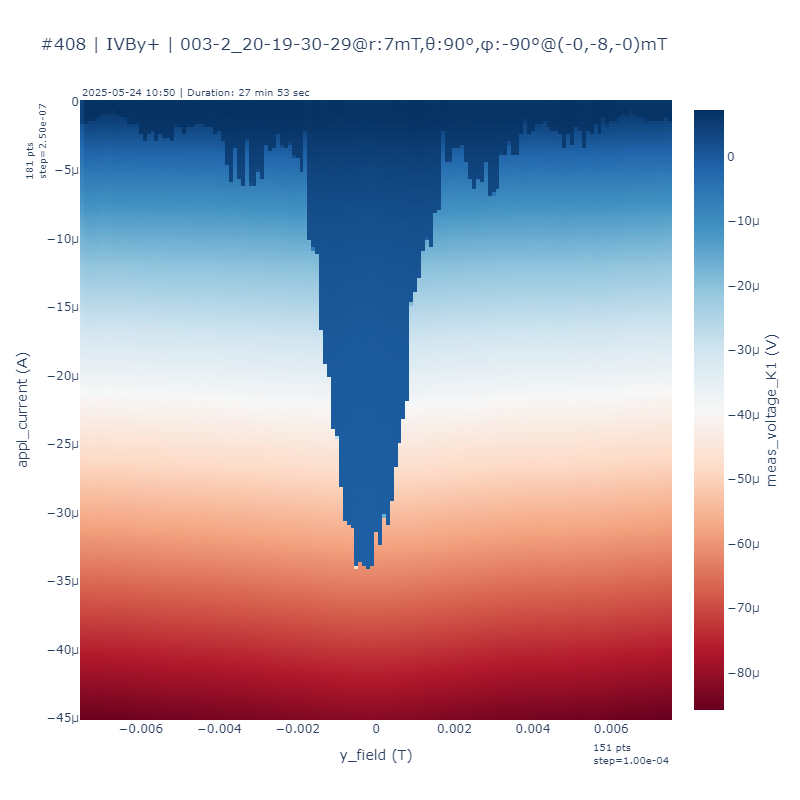 #408 | IVBy+ | 003-2_20-19-30-29@r:7mT,θ:90°,φ:-90°@(-0,-8,-0)mT
2025-05-24 10:50 | Duration: 27 min 53 sec
181 pts
step=2.50e-07
0
−5μ
−10μ
−15μ
−20μ
−25μ
−30μ
−35μ
−40μ
−45μ
appl_current (A)
−0.006
−0.004
−0.002
0
0.002
0.004
0.006
y_field (T)
151 pts
step=1.00e-04
0
−10μ
−20μ
−30μ
−40μ
−50μ
−60μ
−70μ
−80μ
meas_voltage_K1 (V)